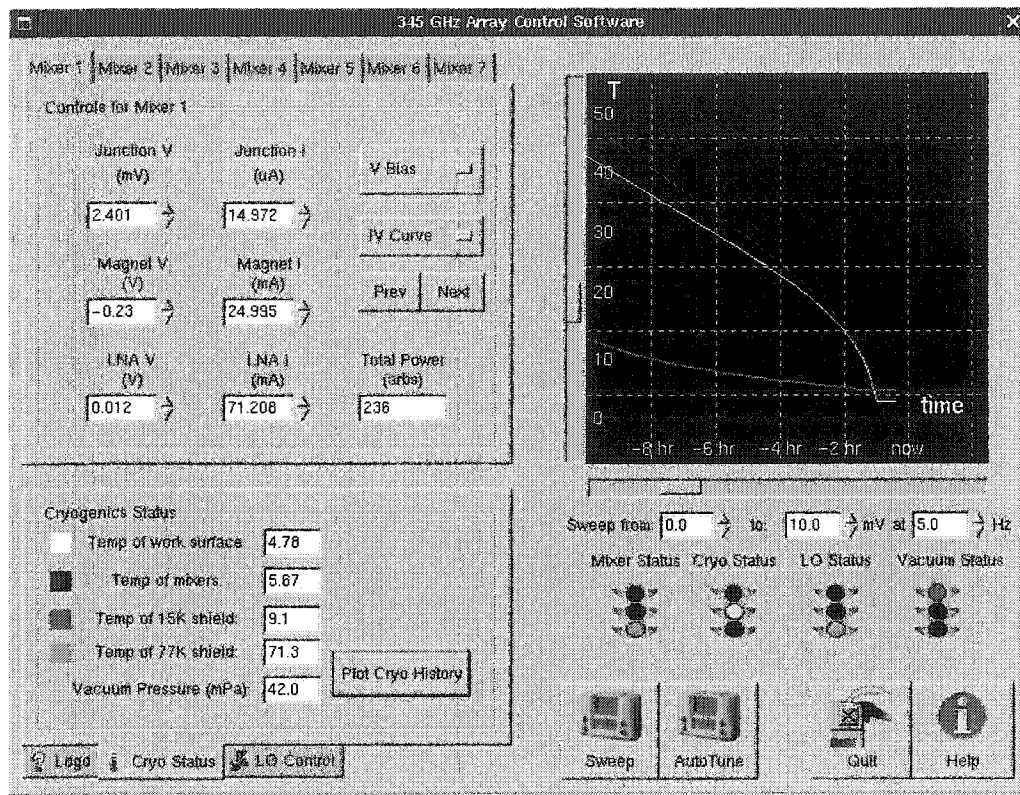 345 GHz Array Control Software
Mixer 1 Mixer 2 Mixer 3 Mixer 4 Mixer 5 Mixer 6 Mixer 7
Controls for Mixer 1
Junction V (mV)
2.401
Junction I (uA)
14.972
V Bias
IV Curve
Magnet V (V)
-0.23
Magnet I (mA)
24.995
Prev Next
LNA V (V)
0.012
LNA I (mA)
71.208
Total Power (arbs)
236
T
50
40
30
20
10
0
time
-8 hr -6 hr -4 hr -2 hr now
Sweep from: 0.0 to: 10.0 mV at 5.0 Hz
Mixer Status Cryo Status LO Status Vacuum Status
Cryogenics Status
Temp of work surface: 4.78
Temp of mixers: 5.67
Temp of 15K shield: 9.1
Temp of 77K shield: 71.3
Vacuum Pressure (mPa): 42.0
Plot Cryo History
Logo Cryo Status LO Control
Sweep AutoTune Quit Help